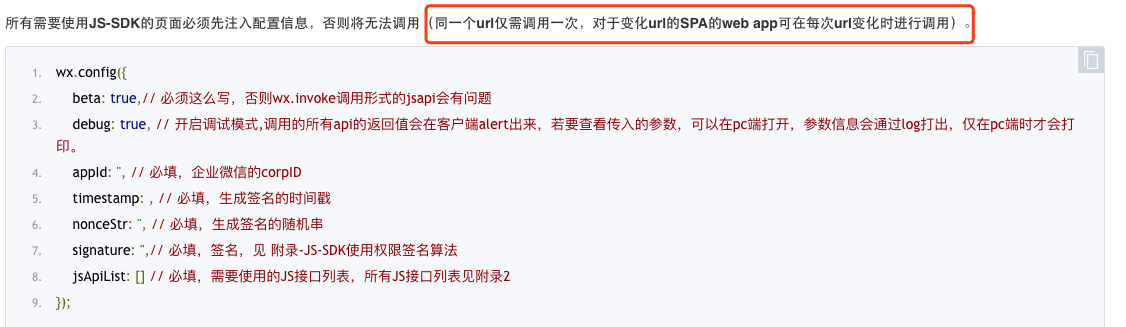 所有需要使用JS-SDK的页面必须先注入配置信息，否则将无法调用（同一个url仅需调用一次，对于变化url的SPA的web app可在每次url变化时进行调用）。
1. wx.config({
2. beta: true,// 必须这么写，否则wx.invoke调用形式的jsapi会有问题
3. debug: true, // 开启调试模式,调用的所有api的返回值会在客户端alert出来，若要查看传入的参数，可以在pc端打开，参数信息会通过log打出，仅在pc端时才会打
印。
4. appId: '', // 必填，企业微信的corpID
5. timestamp: , // 必填，生成签名的时间戳
6. nonceStr: '', // 必填，生成签名的随机串
7. signature: '',// 必填，签名，见 附录-JS-SDK使用权限签名算法
8. jsApiList: [] // 必填，需要使用的JS接口列表，所有JS接口列表见附录2
9. });